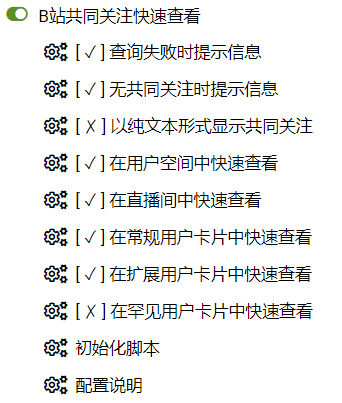 B站共同关注快速查看
[✓] 查询失败时提示信息
[✓] 无共同关注时提示信息
[✗] 以纯文本形式显示共同关注
[✓] 在用户空间中快速查看
[✓] 在直播间中快速查看
[✓] 在常规用户卡片中快速查看
[✓] 在扩展用户卡片中快速查看
[✗] 在罕见用户卡片中快速查看
初始化脚本
配置说明